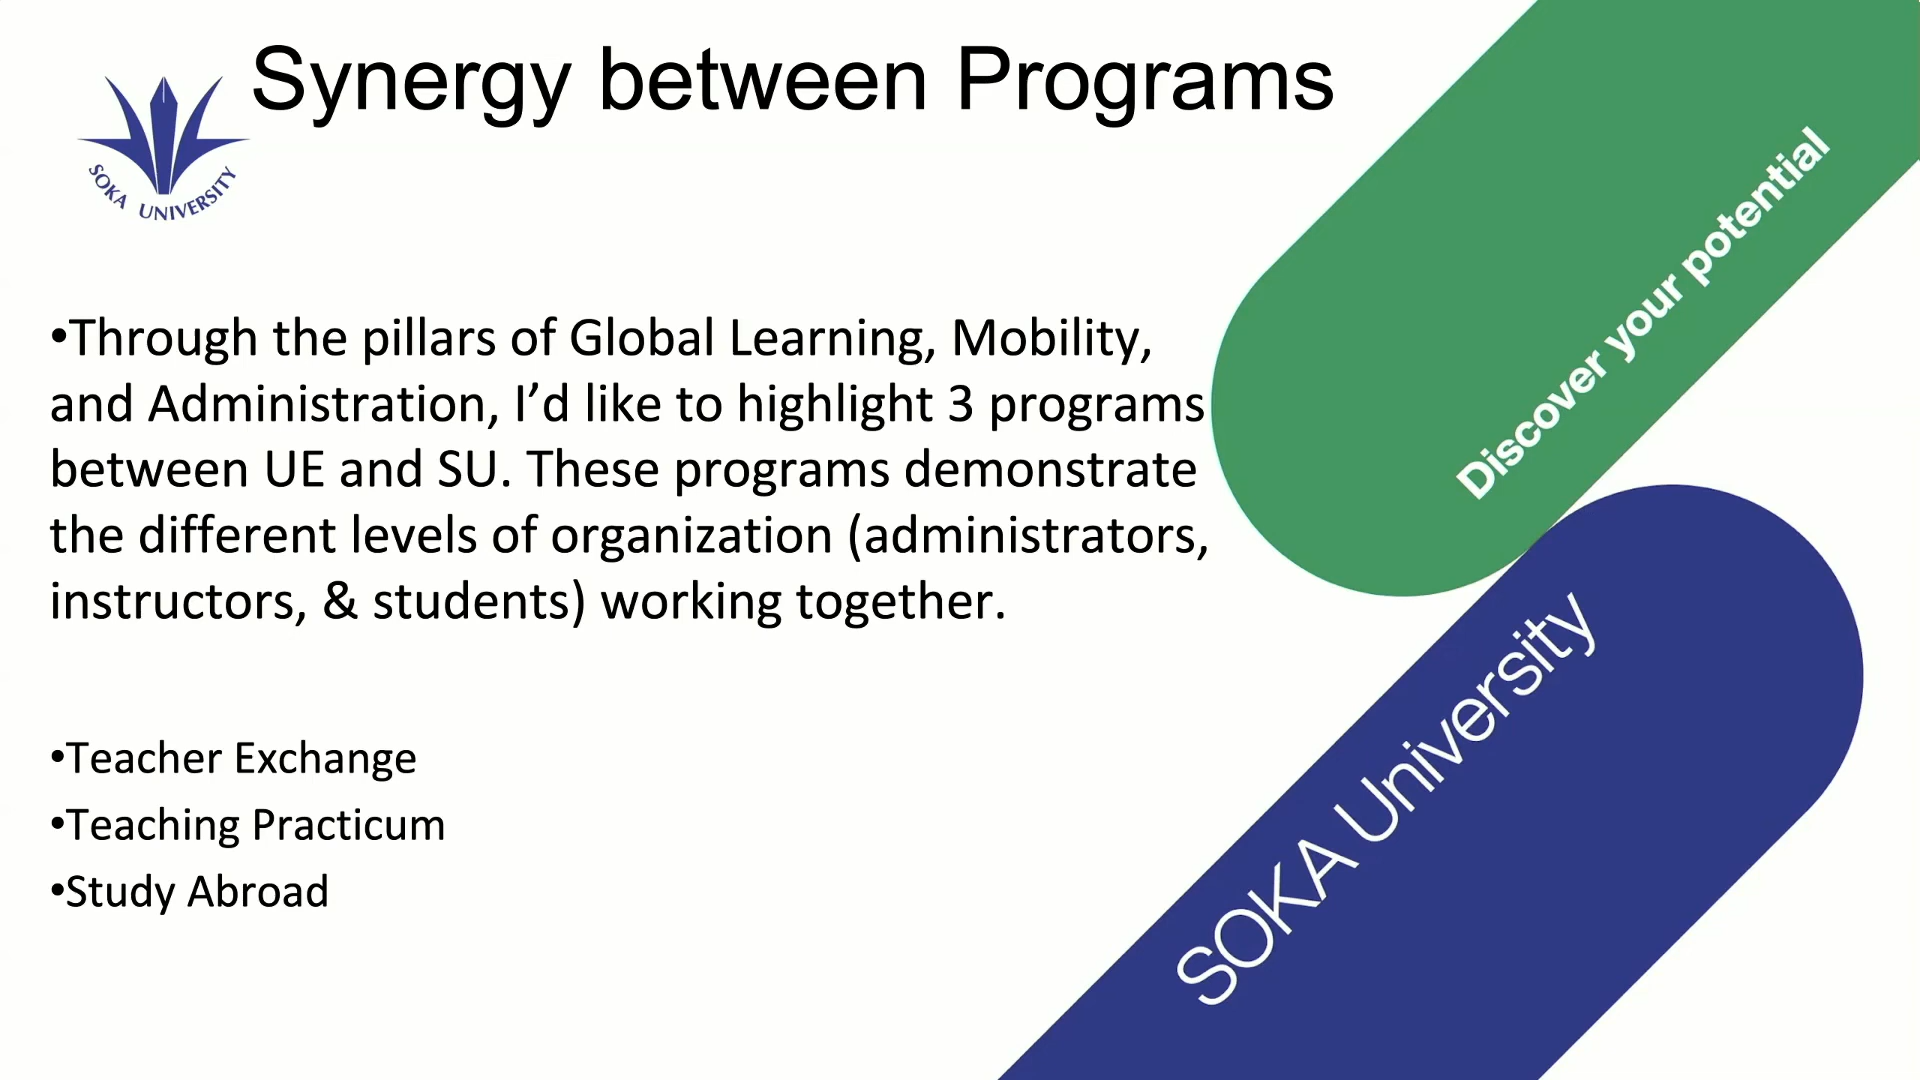 Synergy between Programs
SOKA UNIVERSITY
•Through the pillars of Global Learning, Mobility,
and Administration, I’d like to highlight 3 programs
between UE and SU. These programs demonstrate
the different levels of organization (administrators,
instructors, & students) working together.
•Teacher Exchange
•Teaching Practicum
•Study Abroad
Discover your potential
SOKA University